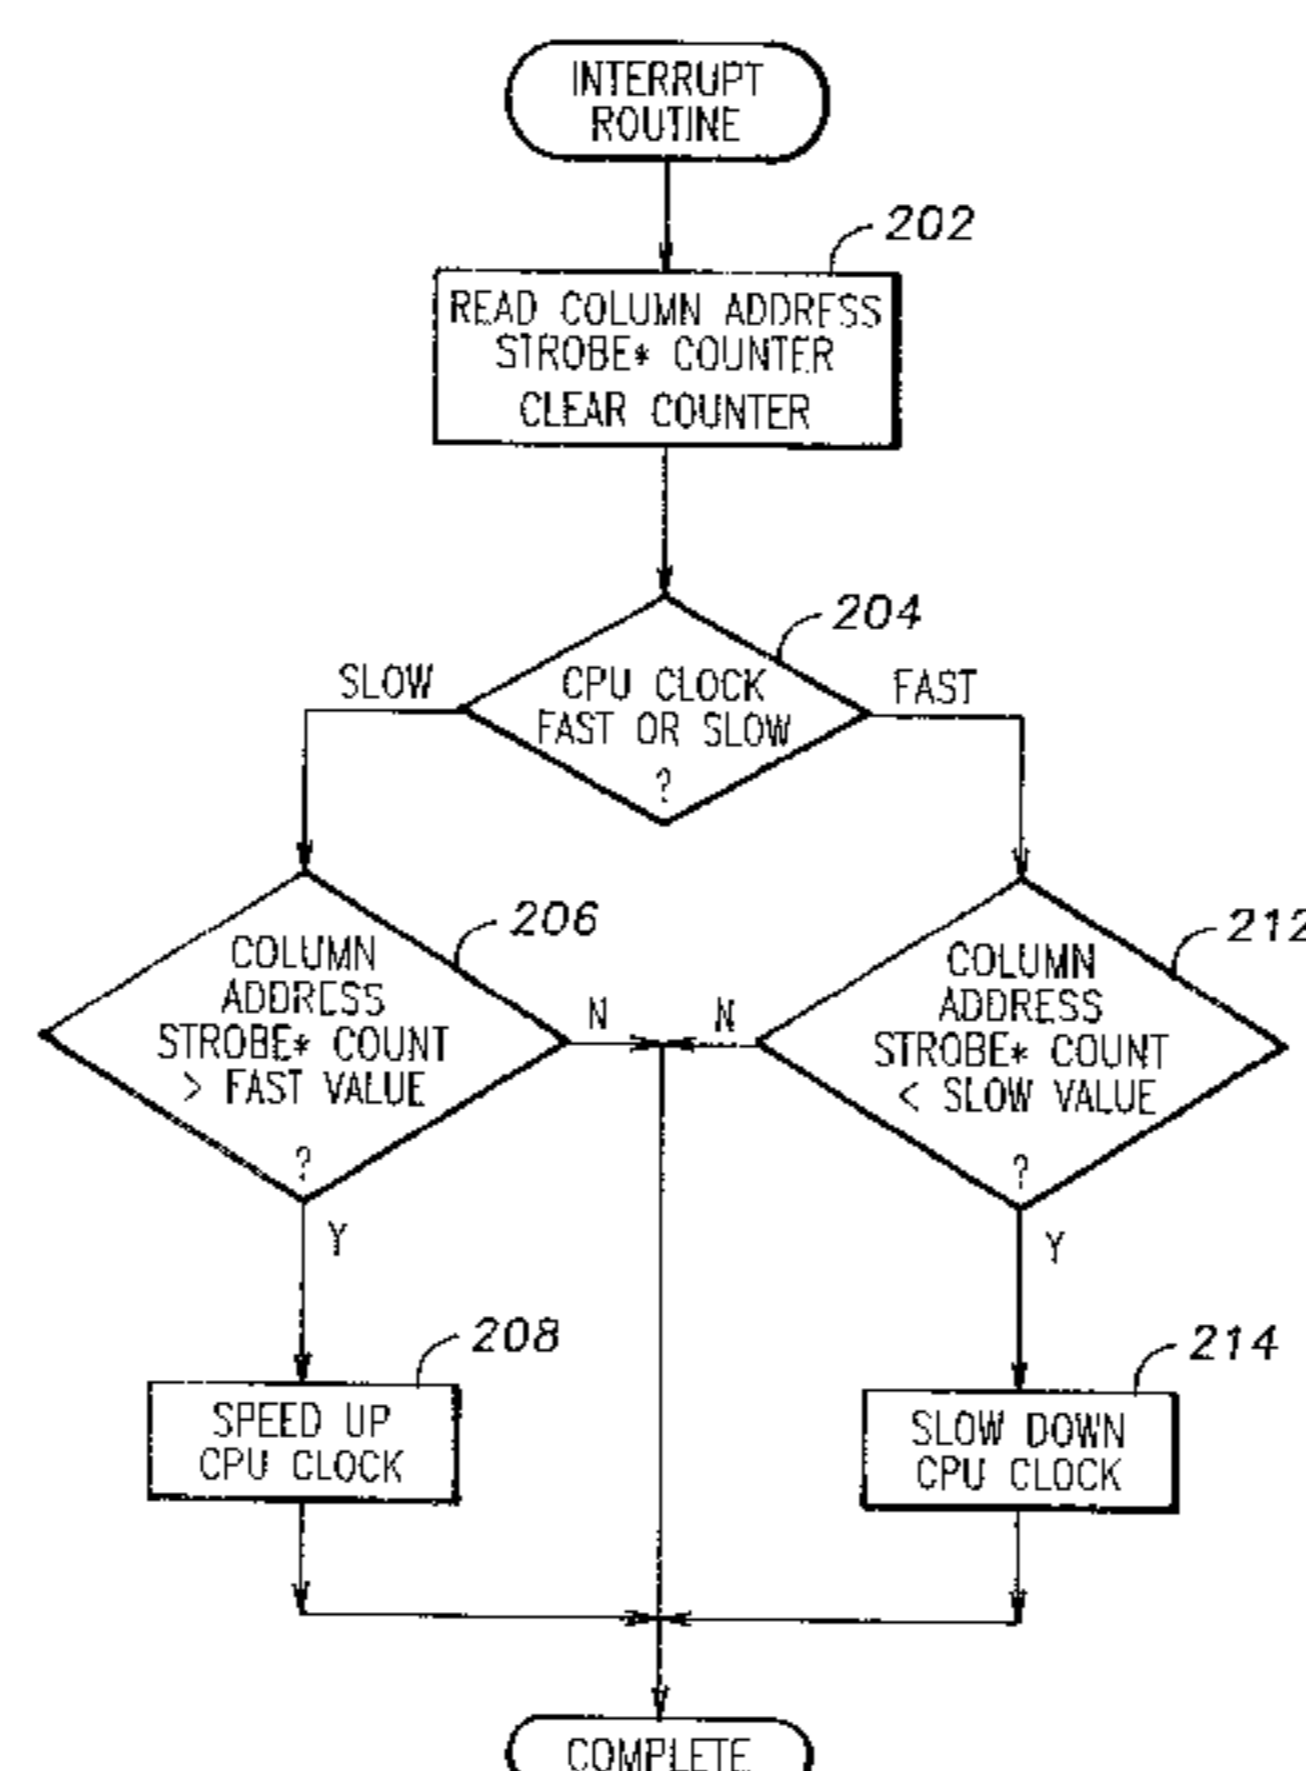 INTERRUPT
ROUTINE
202
READ COLUMN ADDRESS
STROBE* COUNTER
CLEAR COUNTER
204
SLOW
CPU CLOCK
FAST OR SLOW
?
FAST
206
COLUMN
ADDRESS
STROBE* COUNT
> FAST VALUE
?
N
N
212
COLUMN
ADDRESS
STROBE* COUNT
< SLOW VALUE
?
Y
Y
208
SPEED UP
CPU CLOCK
214
SLOW DOWN
CPU CLOCK
COMPLETE